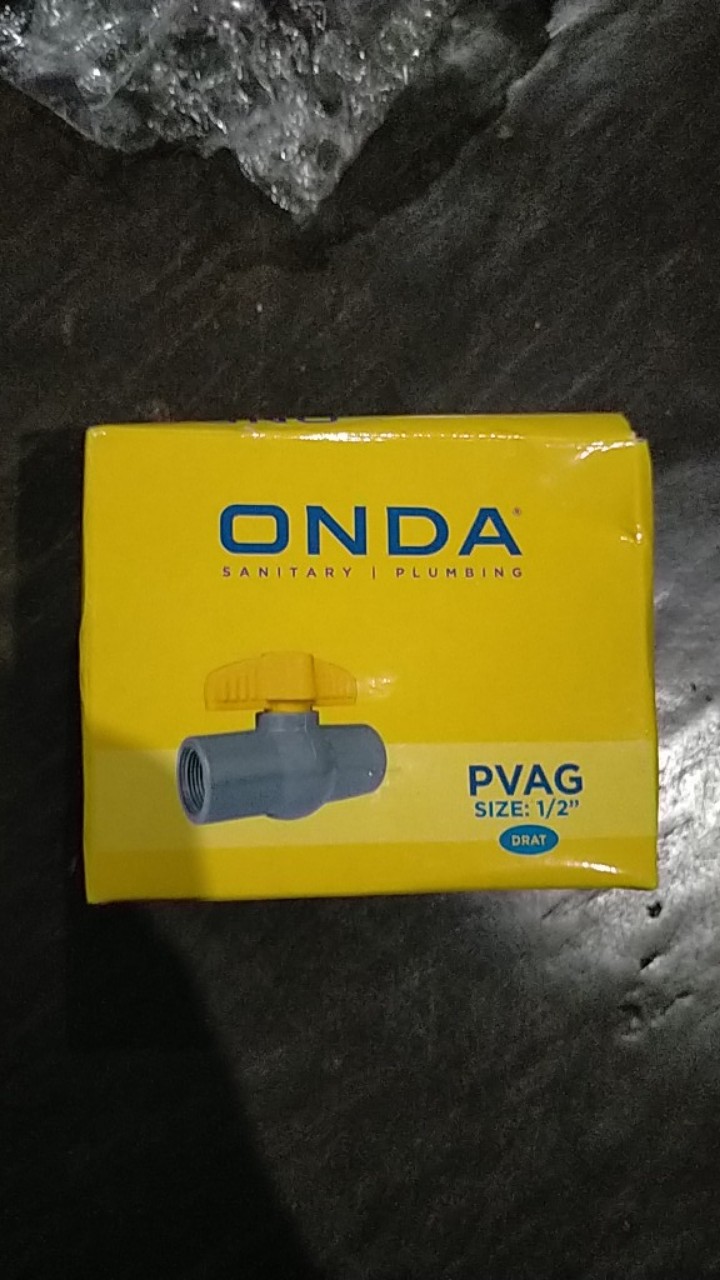 ONDA®
SANITARY | PLUMBING
PVAG
SIZE: 1/2”
DRAT